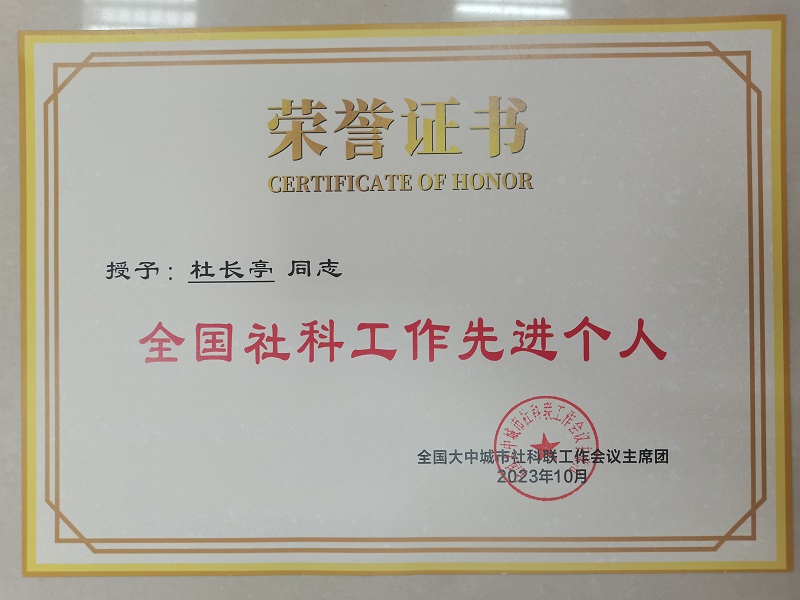 荣誉证书
CERTIFICATE OF HONOR
授予：杜长亭 同志
全国社科工作先进个人
全国大中城市社科联工作会议主席团
2023年10月